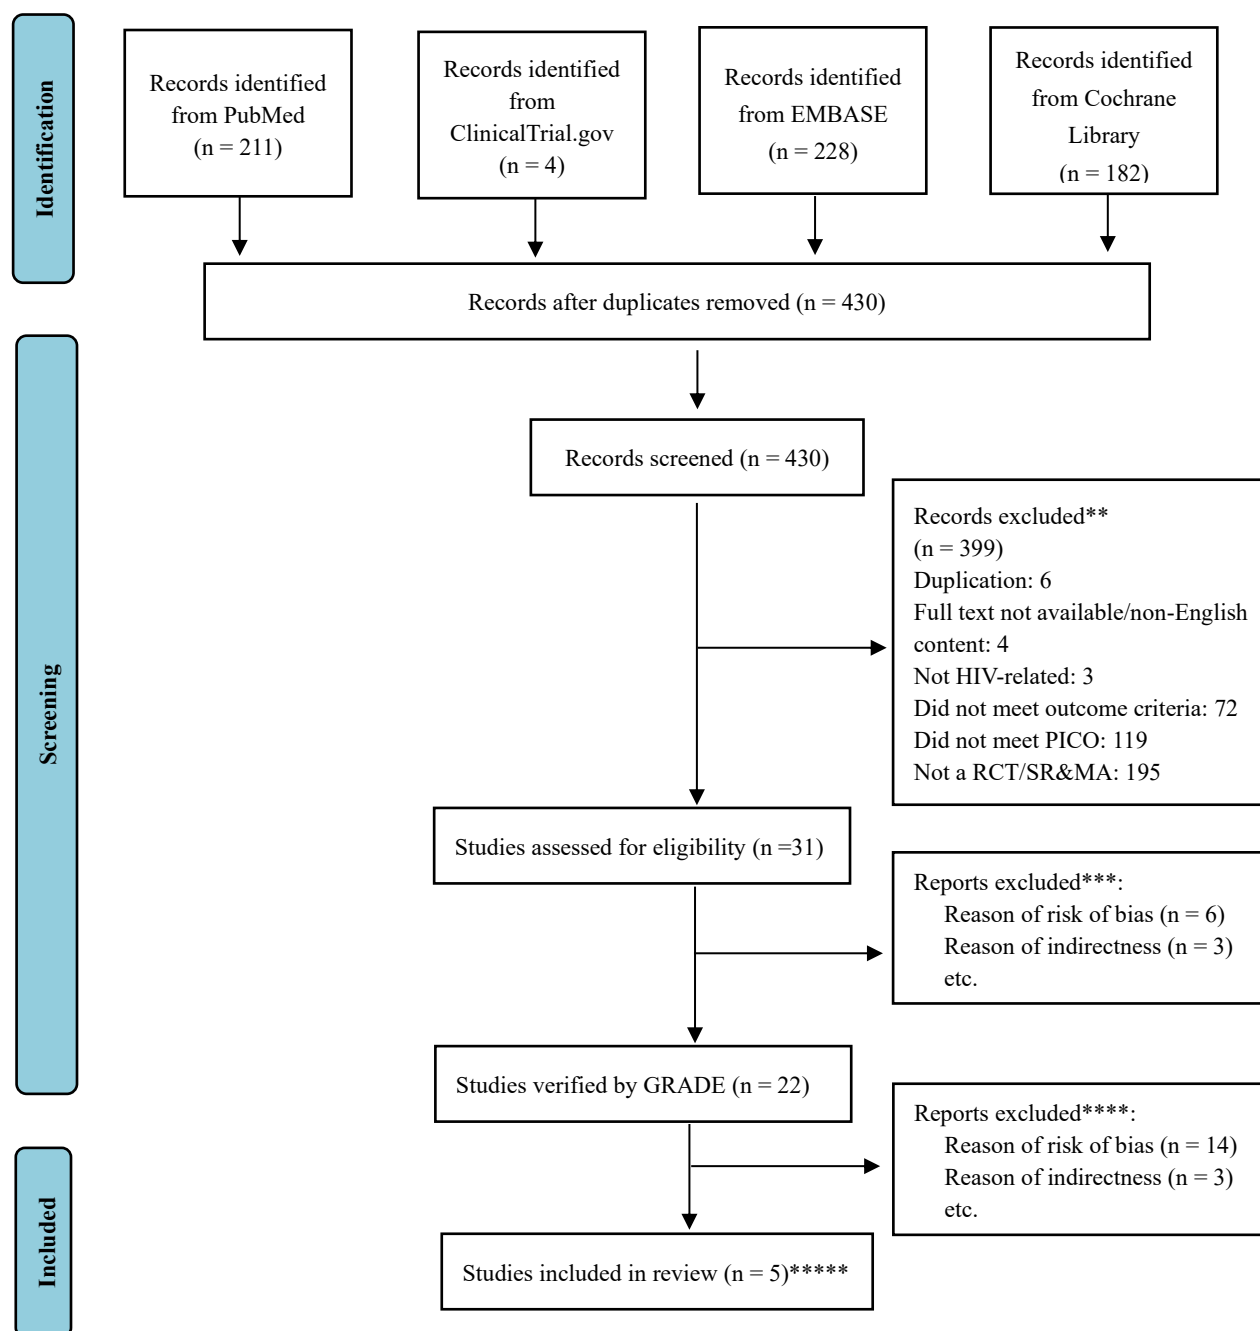 Identification
Records identified
from PubMed
(n = 211)
Records identified
from
ClinicalTrial.gov
(n = 4)
Records identified
from EMBASE
(n = 228)
Records identified
from Cochrane
Library
(n = 182)
Records after duplicates removed (n = 430)
Screening
Records screened (n = 430)
Records excluded**
(n = 399)
Duplication: 6
Full text not available/non-English
content: 4
Not HIV-related: 3
Did not meet outcome criteria: 72
Did not meet PICO: 119
Not a RCT/SR&MA: 195
Studies assessed for eligibility (n =31)
Reports excluded***:
Reason of risk of bias (n = 6)
Reason of indirectness (n = 3)
etc.
Studies verified by GRADE (n = 22)
Reports excluded****:
Reason of risk of bias (n = 14)
Reason of indirectness (n = 3)
etc.
Included
Studies included in review (n = 5)*****